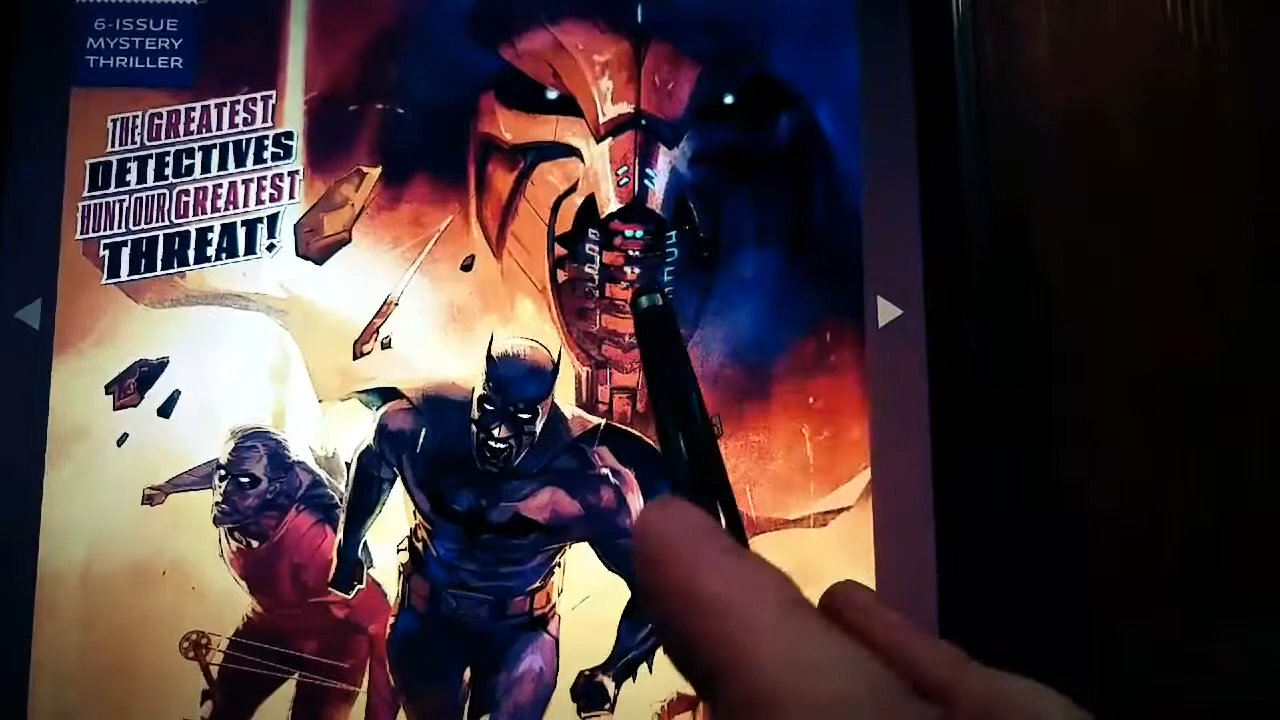 6-ISSUE
MYSTERY
THRILLER
THE GREATEST
DETECTIVES
HUNT OUR GREATEST
THREAT!